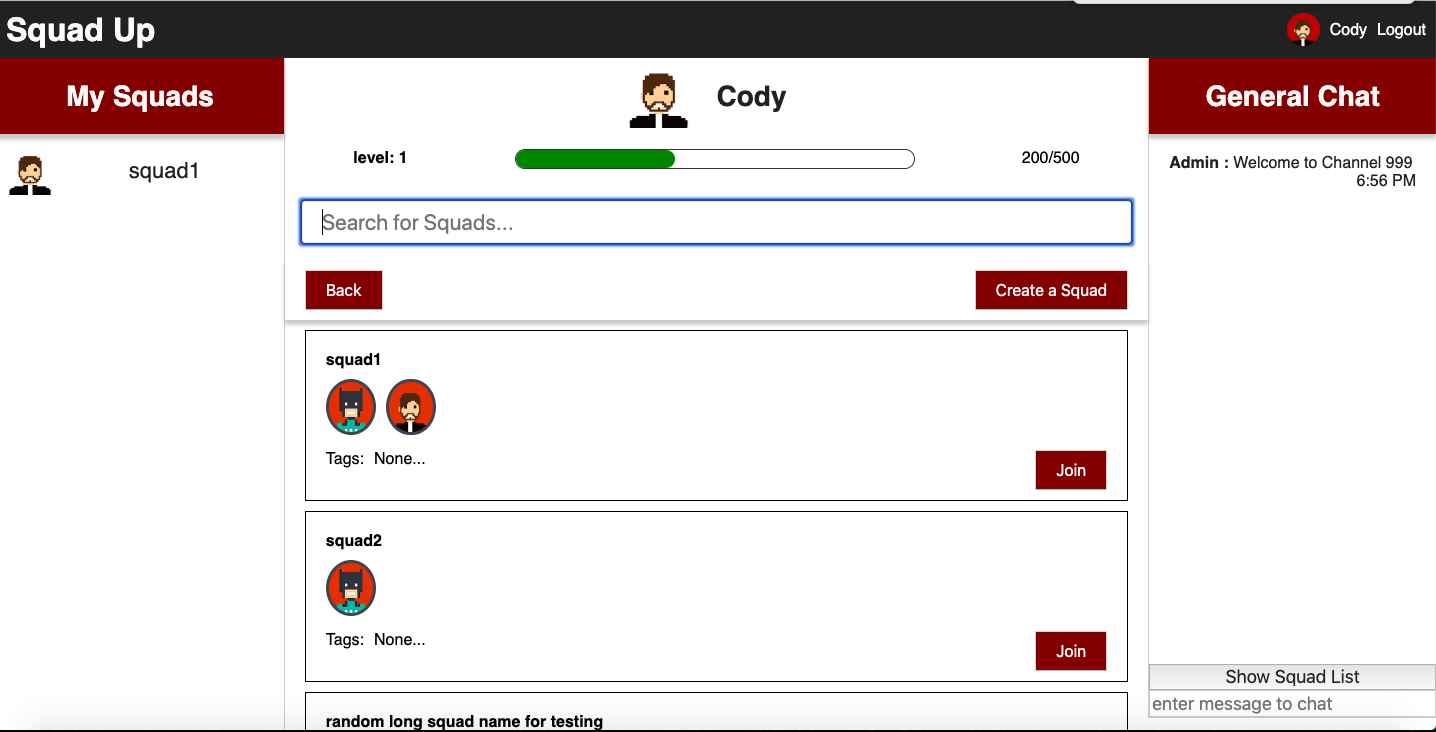 Squad Up
Cody Logout
My Squads
squad1
Cody
level: 1
200/500
Search for Squads...
Back
Create a Squad
squad1
Tags: None...
Join
squad2
Tags: None...
Join
random long squad name for testing
General Chat
Admin : Welcome to Channel 999
6:56 PM
Show Squad List
enter message to chat